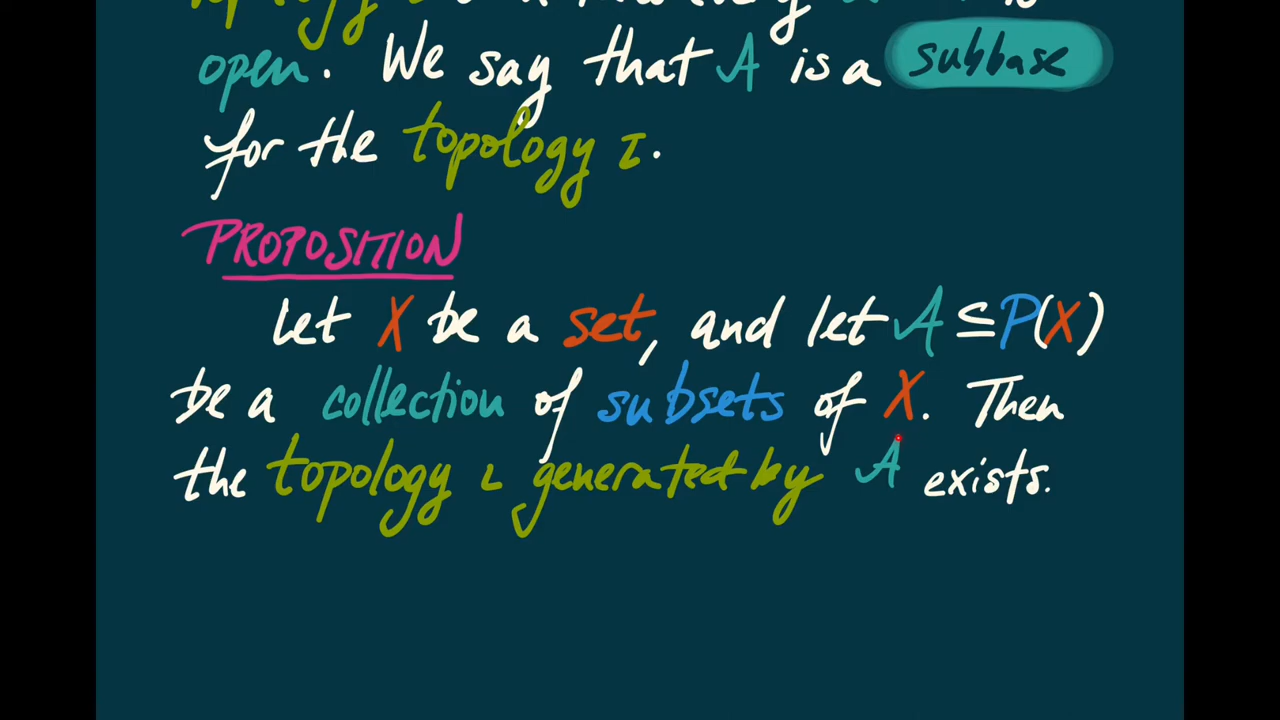 open. We say that A is a subbase
for the topology τ.
PROPOSITION
Let X be a set, and let A ⊆ P(X)
be a collection of subsets of X. Then
the topology τ generated by A exists.